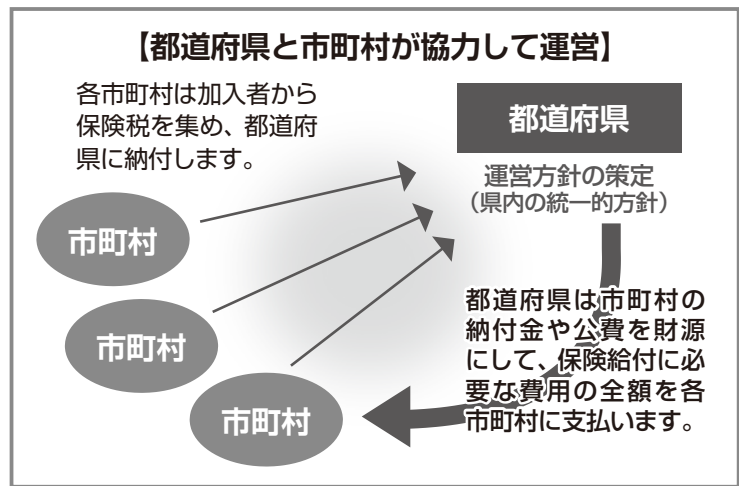 【都道府県と市町村が協力して運営】
各市町村は加入者から
保険税を集め、都道府
県に納付します。
都道府県
運営方針の策定
（県内の統一的方針）
市町村
市町村
市町村
都道府県は市町村の
納付金や公費を財源
にして、保険給付に必
要な費用の全額を各
市町村に支払います。